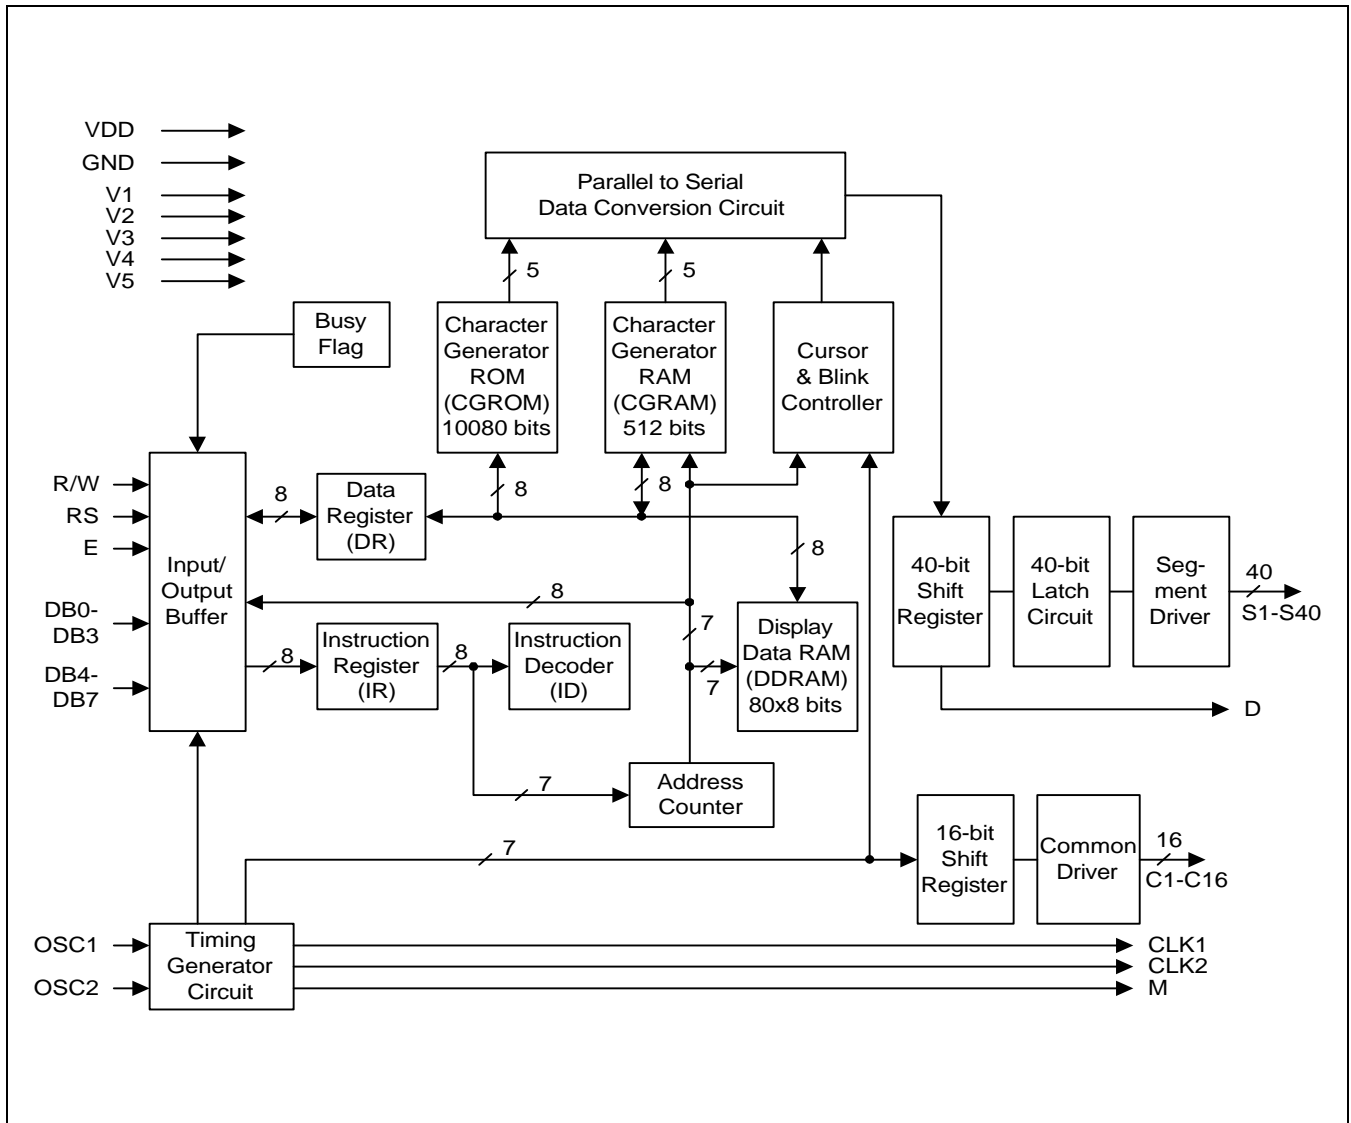 VDD
GND
V1
V2
V3
V4
V5
Parallel to Serial
Data Conversion Circuit
5
5
Busy
Flag
Character
Generator
ROM
(CGROM)
10080 bits
Character
Generator
RAM
(CGRAM)
512 bits
Cursor
& Blink
Controller
R/W
RS
E
DB0-
DB3
DB4-
DB7
Input/
Output
Buffer
8
Data
Register
(DR)
8
8
8
8
7
7
8
Instruction
Register
(IR)
8
Instruction
Decoder
(ID)
Display
Data RAM
(DDRAM)
80x8 bits
40-bit
Shift
Register
40-bit
Latch
Circuit
Seg-
ment
Driver
40
S1-S40
D
7
Address
Counter
7
16-bit
Shift
Register
Common
Driver
16
C1-C16
OSC1
OSC2
Timing
Generator
Circuit
CLK1
CLK2
M